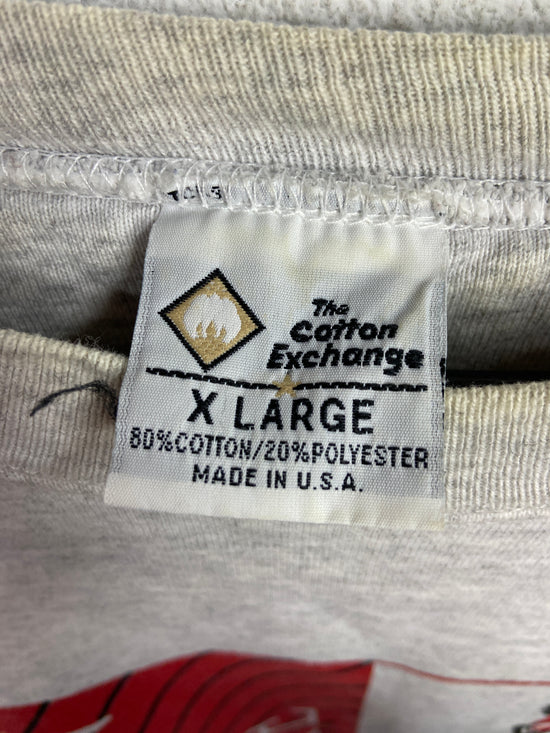 The
Cotton
Exchange
X LARGE
80%COTTON/20%POLYESTER
MADE IN U.S.A.